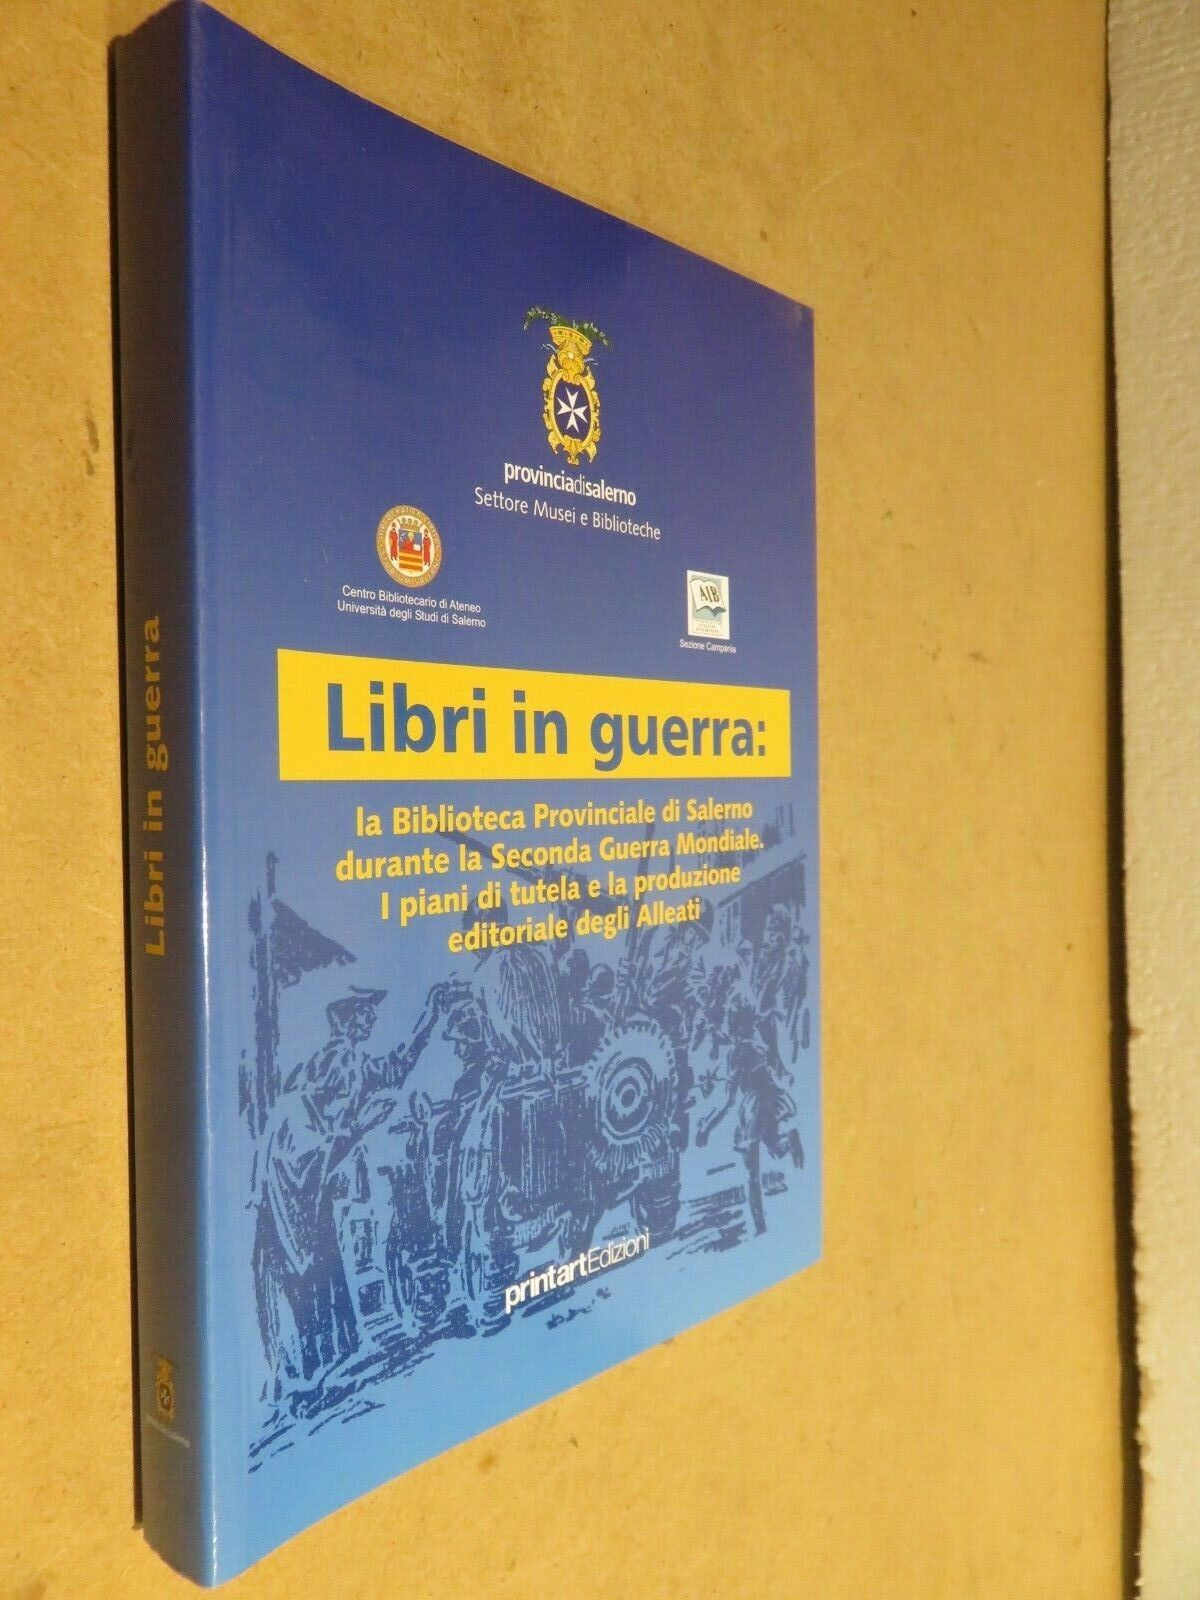 provinciadisalerno
Settore Musei e Biblioteche
Centro Bibliotecario di Ateneo
Università degli Studi di Salerno
AIB
Sezione Campania
Libri in guerra:
la Biblioteca Provinciale di Salerno
durante la Seconda Guerra Mondiale.
I piani di tutela e la produzione
editoriale degli Alleati
printartEdizioni
Libri in guerra